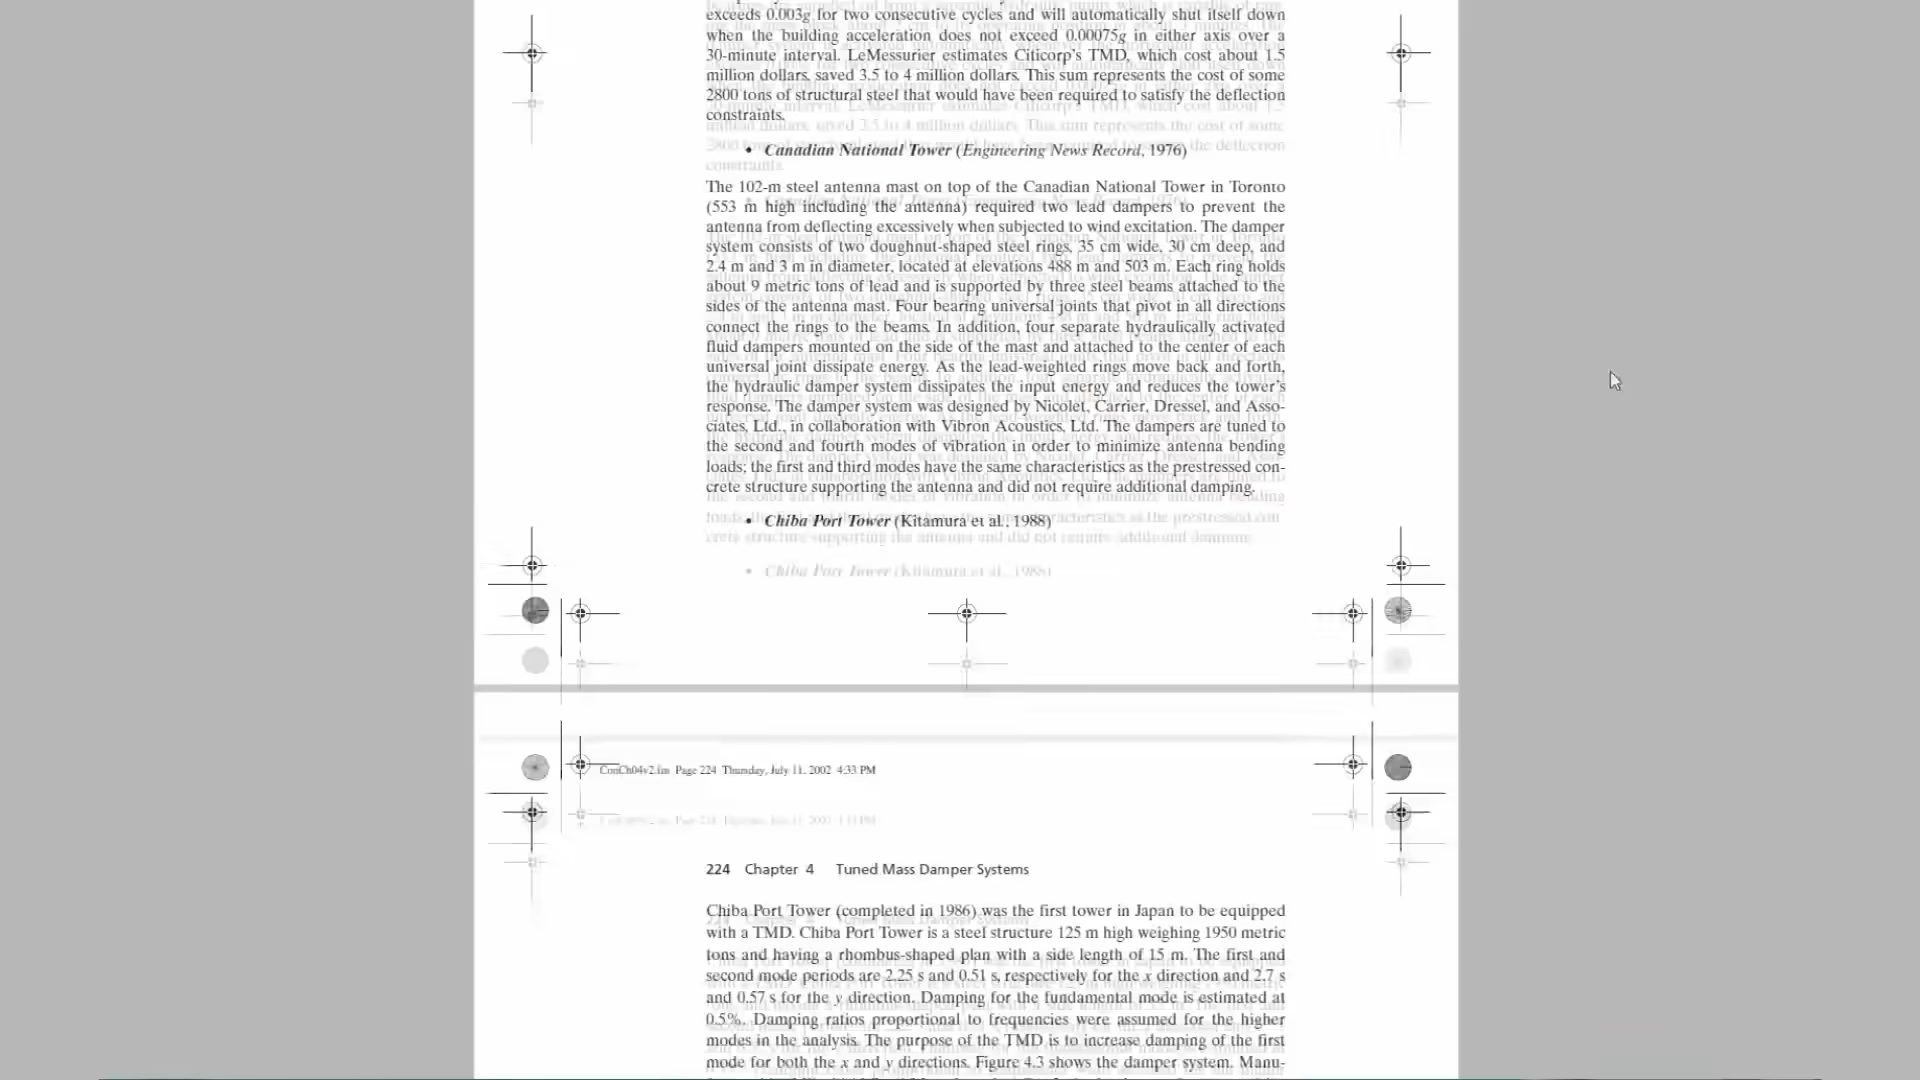 exceeds 0.003g for two consecutive cycles and will automatically shut itself down
when the building acceleration does not exceed 0.00075g in either axis over a
30-minute interval. LeMessurier estimates Citicorp's TMD, which cost about 1.5
million dollars, saved 3.5 to 4 million dollars. This sum represents the cost of some
2800 tons of structural steel that would have been required to satisfy the deflection
constraints.
• Canadian National Tower (Engineering News Record, 1976)
The 102-m steel antenna mast on top of the Canadian National Tower in Toronto
(553 m high including the antenna) required two lead dampers to prevent the
antenna from deflecting excessively when subjected to wind excitation. The damper
system consists of two doughnut-shaped steel rings, 35 cm wide, 30 cm deep, and
2.4 m and 3 m in diameter, located at elevations 488 m and 503 m. Each ring holds
about 9 metric tons of lead and is supported by three steel beams attached to the
sides of the antenna mast. Four bearing universal joints that pivot in all directions
connect the rings to the beams. In addition, four separate hydraulically activated
fluid dampers mounted on the side of the mast and attached to the center of each
universal joint dissipate energy. As the lead-weighted rings move back and forth,
the hydraulic damper system dissipates the input energy and reduces the tower's
response. The damper system was designed by Nicolet, Carrier, Dressel, and Asso-
ciates, Ltd., in collaboration with Vibron Acoustics, Ltd. The dampers are tuned to
the second and fourth modes of vibration in order to minimize antenna bending
loads; the first and third modes have the same characteristics as the prestressed con-
crete structure supporting the antenna and did not require additional damping.
• Chiba Port Tower (Kitamura et al., 1988)
ConCh04v2.fm Page 224 Thursday, July 11, 2002 4:33 PM
224 Chapter 4 Tuned Mass Damper Systems
Chiba Port Tower (completed in 1986) was the first tower in Japan to be equipped
with a TMD. Chiba Port Tower is a steel structure 125 m high weighing 1950 metric
tons and having a rhombus-shaped plan with a side length of 15 m. The first and
second mode periods are 2.25 s and 0.51 s, respectively for the x direction and 2.7 s
and 0.57 s for the y direction. Damping for the fundamental mode is estimated at
0.5%. Damping ratios proportional to frequencies were assumed for the higher
modes in the analysis. The purpose of the TMD is to increase damping of the first
mode for both the x and y directions. Figure 4.3 shows the damper system. Manu-